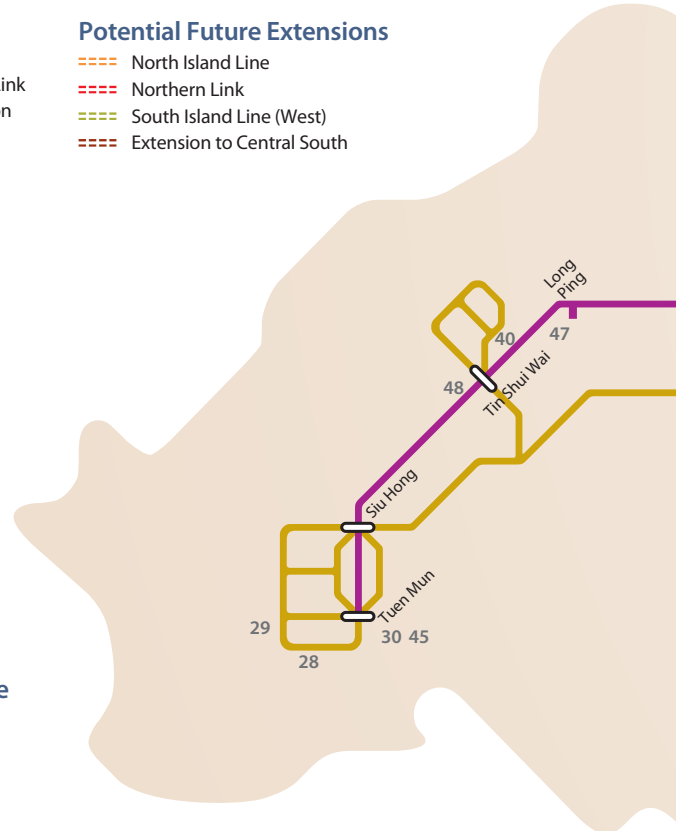 Potential Future Extensions
North Island Line
Northern Link
South Island Line (West)
Extension to Central South
Long
Ping
47
40
48
Tin Shui Wai
Siu Hong
Tuen Mun
29
30 45
28